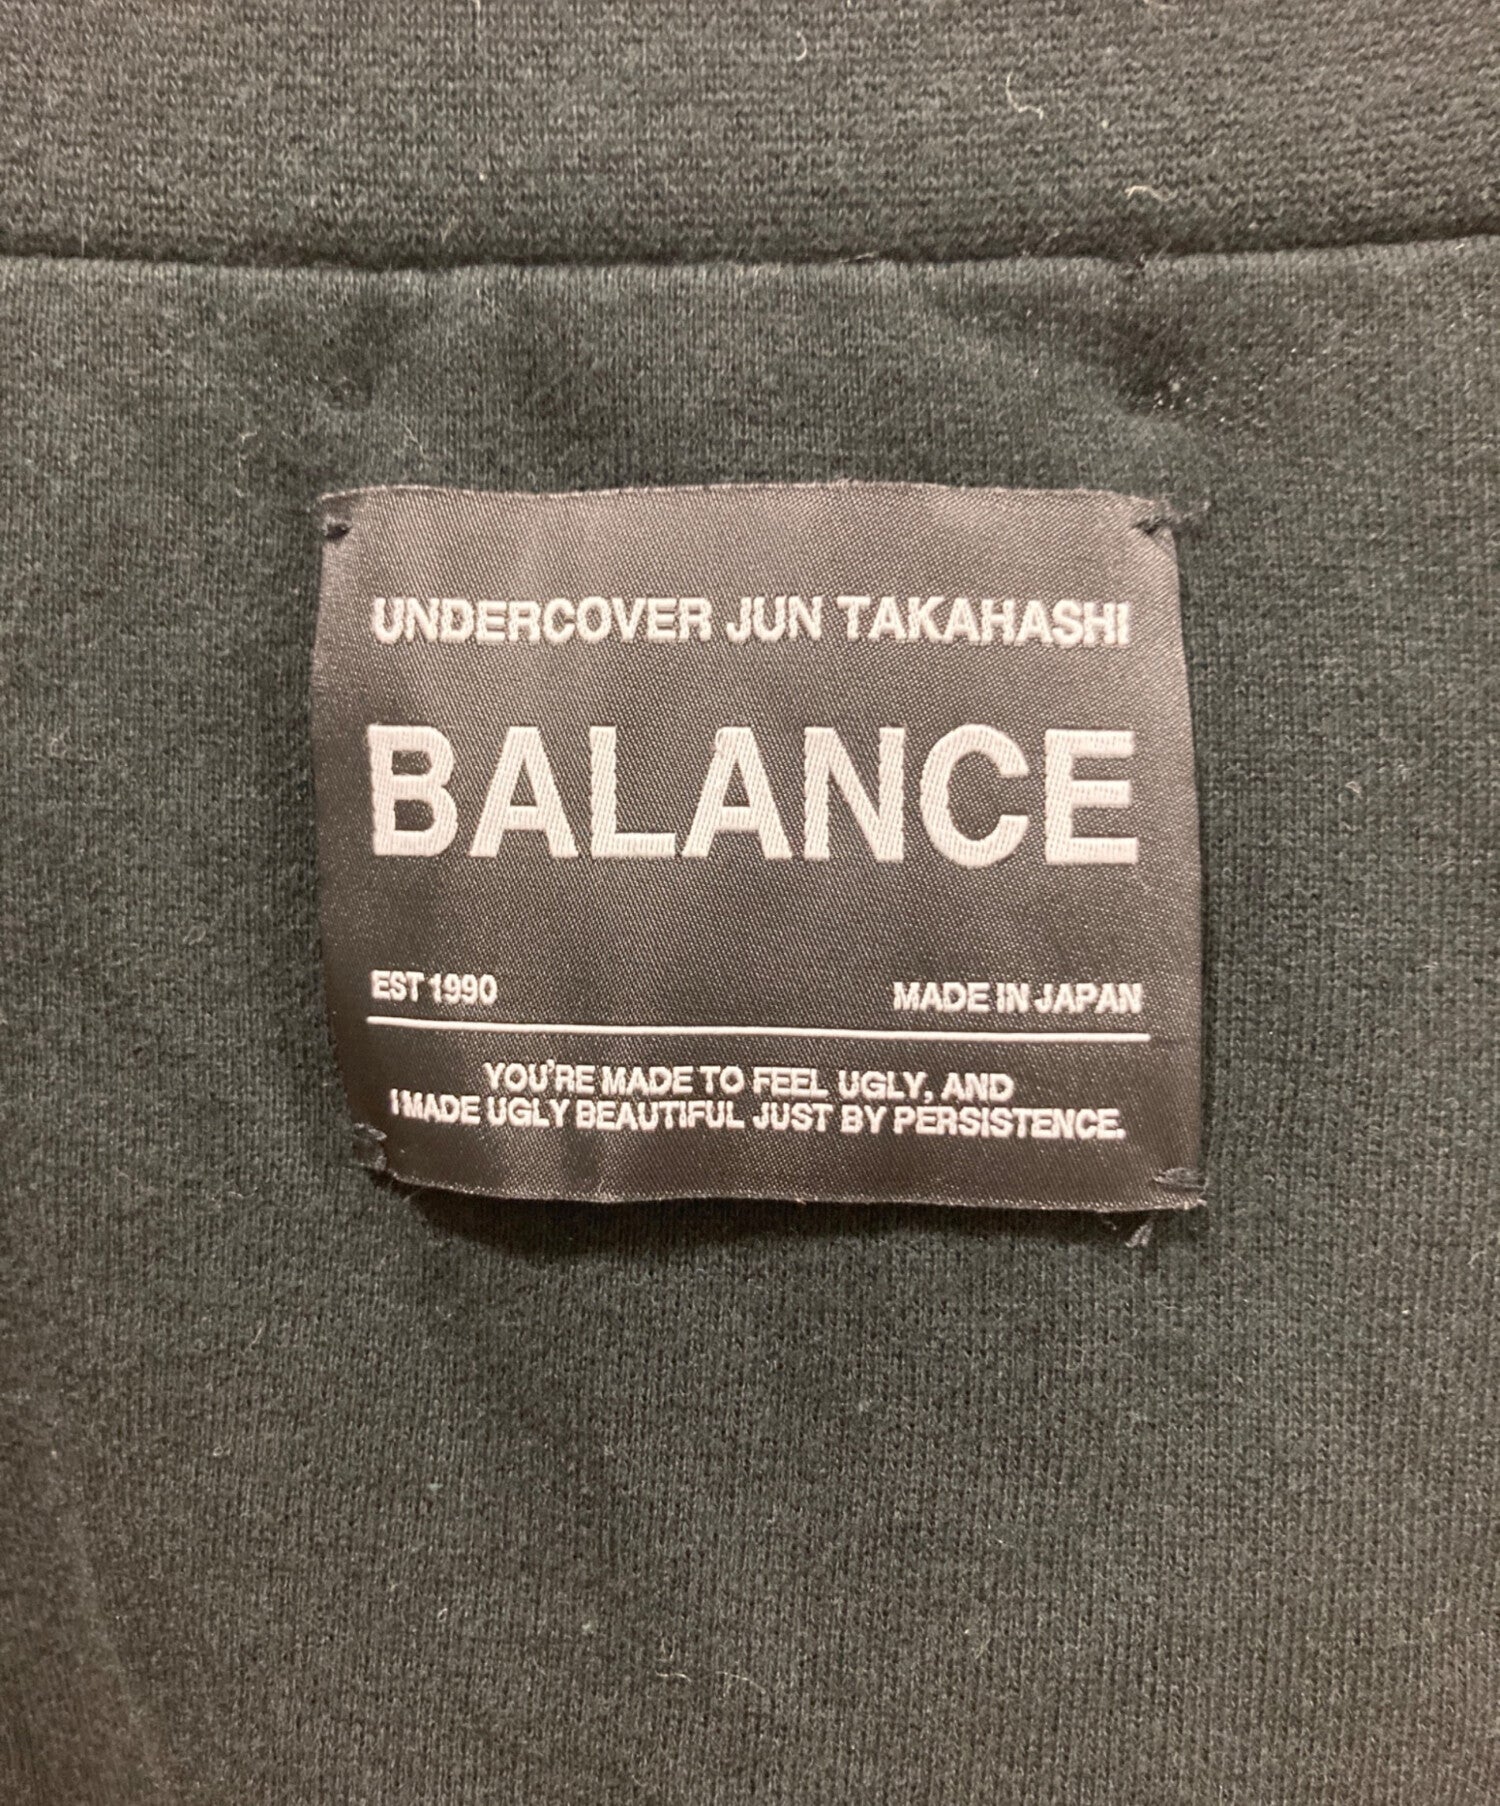 UNDERCOVER JUN TAKAHASHI
BALANCE
EST 1990 MADE IN JAPAN
YOU'RE MADE TO FEEL UGLY, AND
I MADE UGLY BEAUTIFUL JUST BY PERSISTENCE.